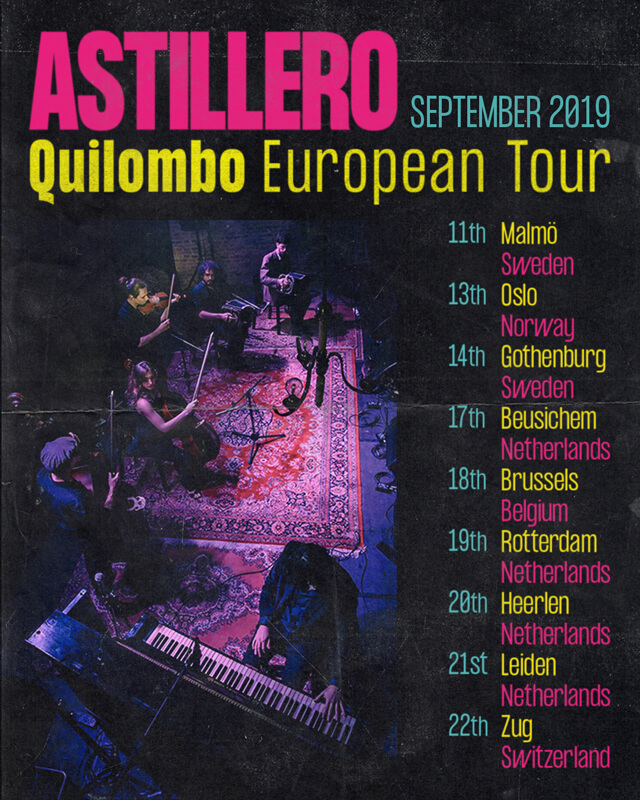 ASTILLERO
SEPTEMBER 2019
Quilombo European Tour
11th Malmö
Sweden
13th Oslo
Norway
14th Gothenburg
Sweden
17th Beusichem
Netherlands
18th Brussels
Belgium
19th Rotterdam
Netherlands
20th Heerlen
Netherlands
21st Leiden
Netherlands
22th Zug
Switzerland